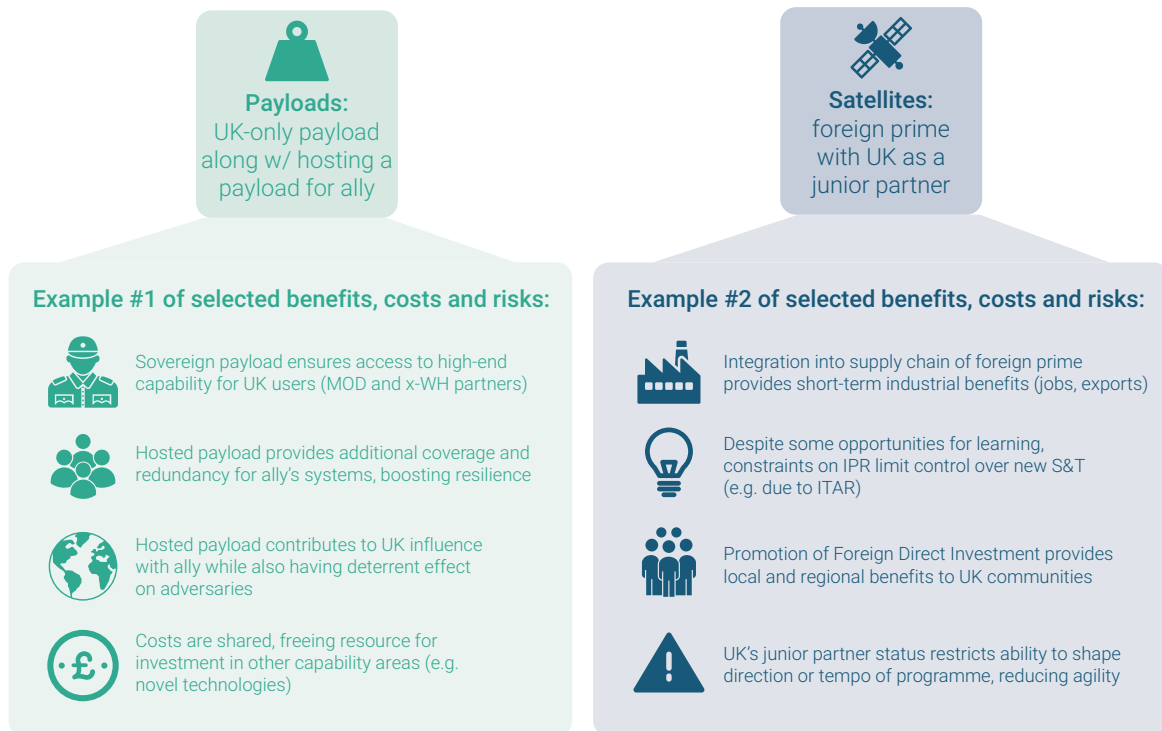 Payloads:
UK-only payload
along w/ hosting a
payload for ally
Example #1 of selected benefits, costs and risks:
Sovereign payload ensures access to high-end
capability for UK users (MOD and x-WH partners)
Hosted payload provides additional coverage and
redundancy for ally’s systems, boosting resilience
Hosted payload contributes to UK influence
with ally while also having deterrent effect
on adversaries
£
Costs are shared, freeing resource for
investment in other capability areas (e.g.
novel technologies)
Satellites:
foreign prime
with UK as a
junior partner
Example #2 of selected benefits, costs and risks:
Integration into supply chain of foreign prime
provides short-term industrial benefits (jobs, exports)
Despite some opportunities for learning,
constraints on IPR limit control over new S&T
(e.g. due to ITAR)
Promotion of Foreign Direct Investment provides
local and regional benefits to UK communities
!
UK’s junior partner status restricts ability to shape
direction or tempo of programme, reducing agility